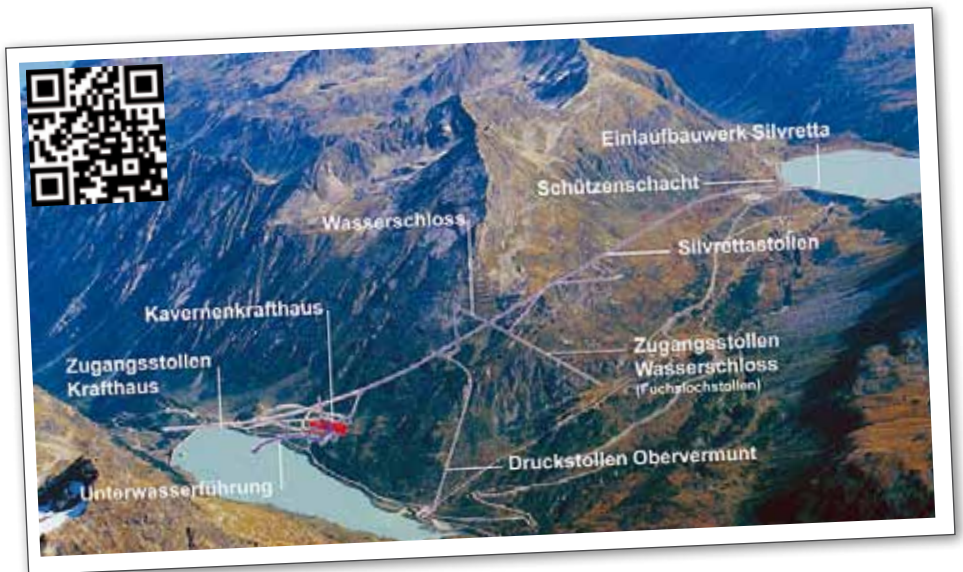 Einlaufbauwerk Silvretta
Schützenschacht
Wasserschloss
Silvrettastollen
Kavernenkrafthaus
Zugangsstollen
Krafthaus
Zugangsstollen
Wasserschloss
(Fuchslochstollen)
Druckstollen Obervermunt
Unterwasserführung